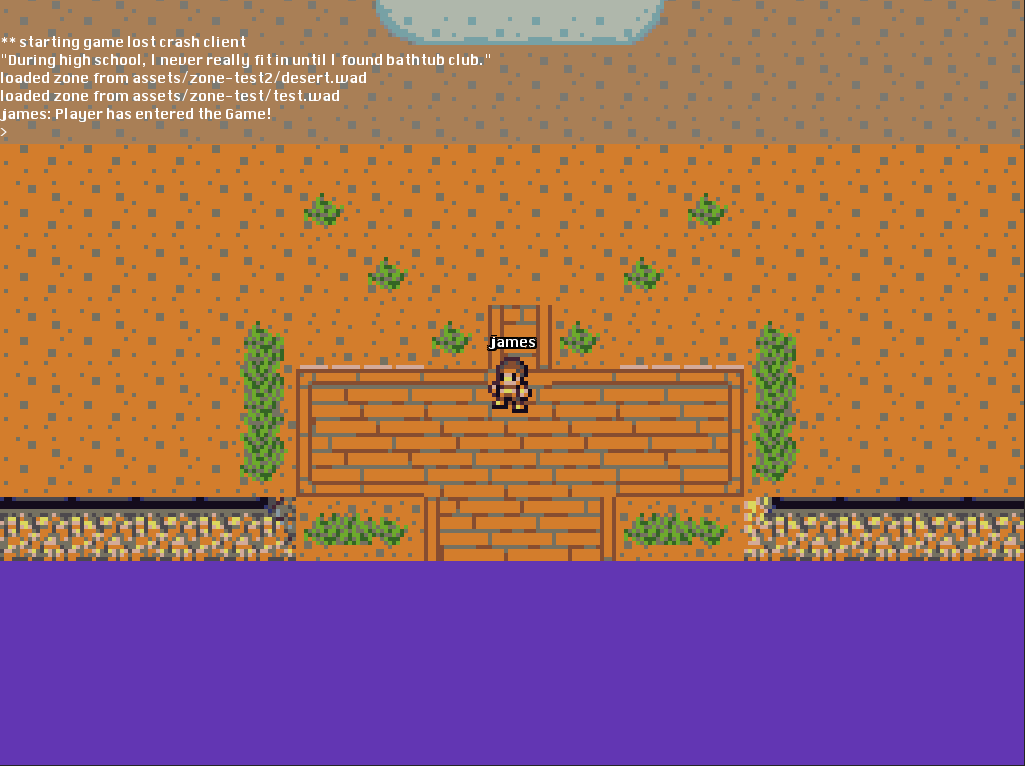 ** starting game lost crash client
"During high school, I never really fit in until I found bathtub club."
loaded zone from assets/zone-test2/desert.wad
loaded zone from assets/zone-test/test.wad
james: Player has entered the Game!
>
james